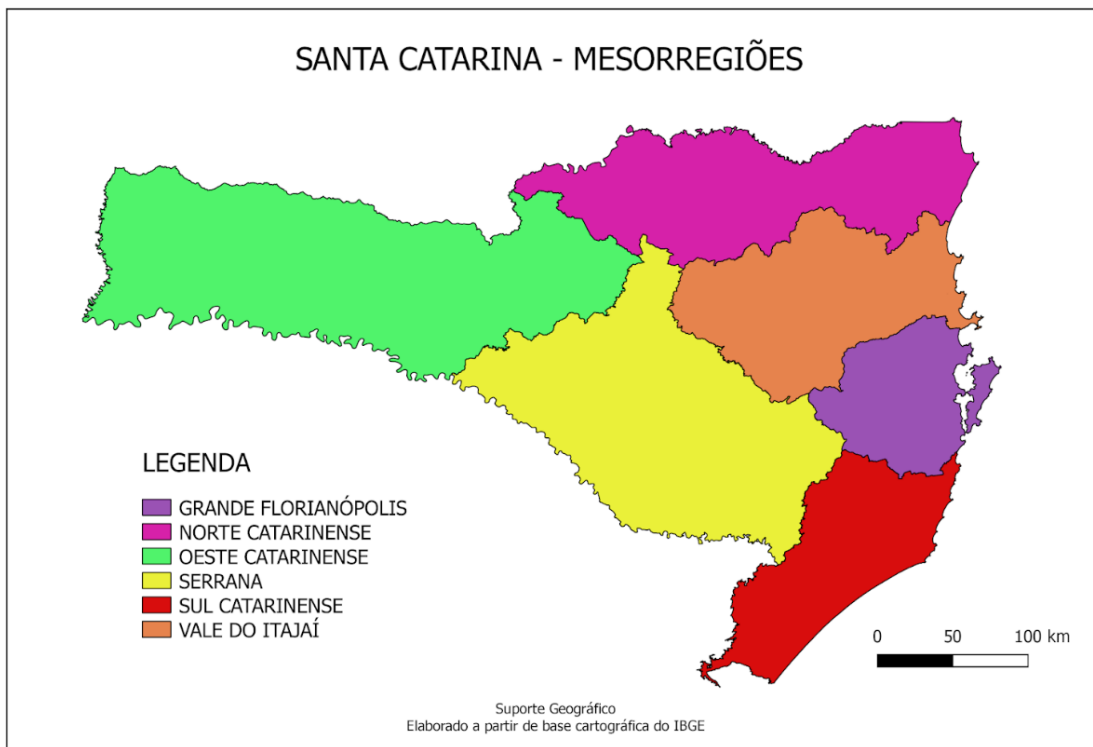 SANTA CATARINA - MESORREGIÕES
LEGENDA
GRANDE FLORIANÓPOLIS
NORTE CATARINENSE
OESTE CATARINENSE
SERRANA
SUL CATARINENSE
VALE DO ITAJAÍ
0 50 100 km
Suporte Geográfico
Elaborado a partir de base cartográfica do IBGE